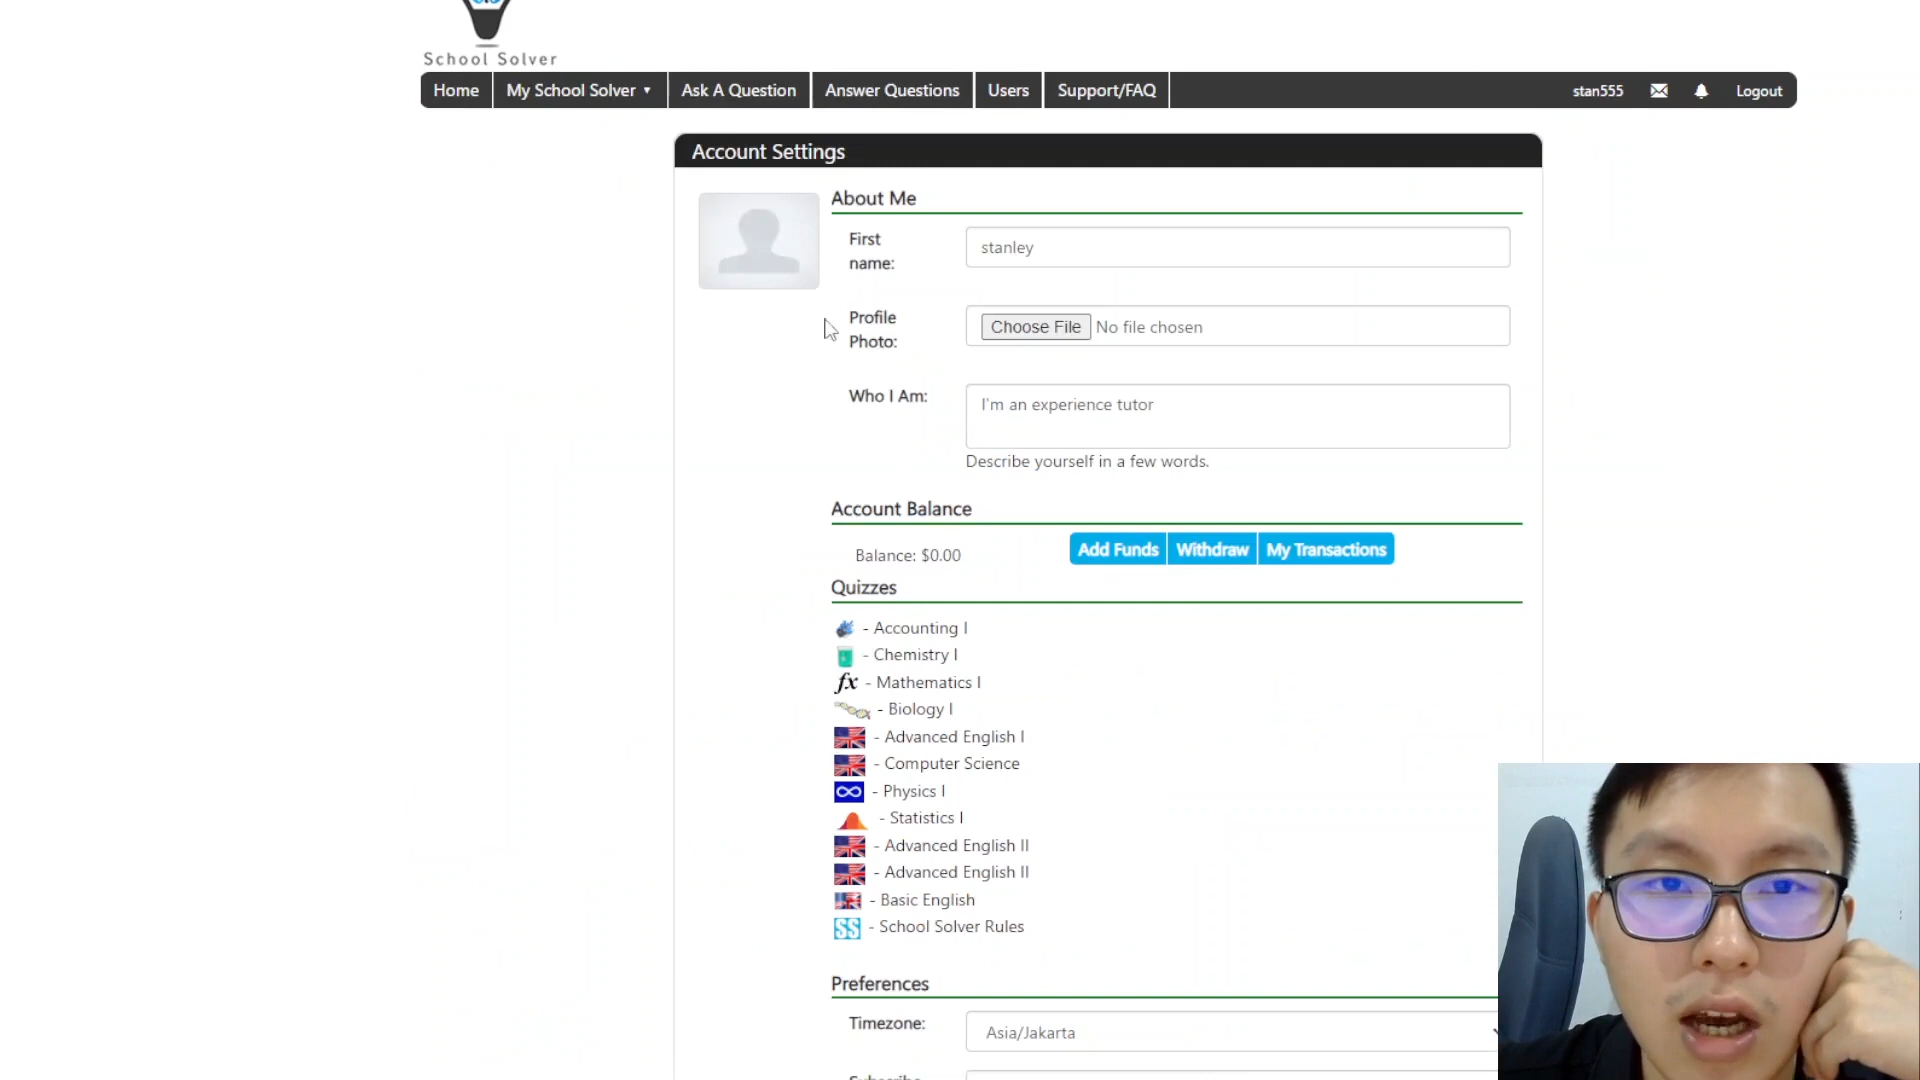 School Solver
Home My School Solver ▾ Ask A Question Answer Questions Users Support/FAQ stan555 Logout
Account Settings
About Me
First
name:
stanley
Profile
Photo:
Choose File No file chosen
Who I Am:
I'm an experience tutor
Describe yourself in a few words.
Account Balance
Balance: $0.00
Add Funds Withdraw My Transactions
Quizzes
- Accounting I
- Chemistry I
fx - Mathematics I
- Biology I
- Advanced English I
- Computer Science
- Physics I
- Statistics I
- Advanced English II
- Advanced English II
- Basic English
SS - School Solver Rules
Preferences
Timezone:
Asia/Jakarta